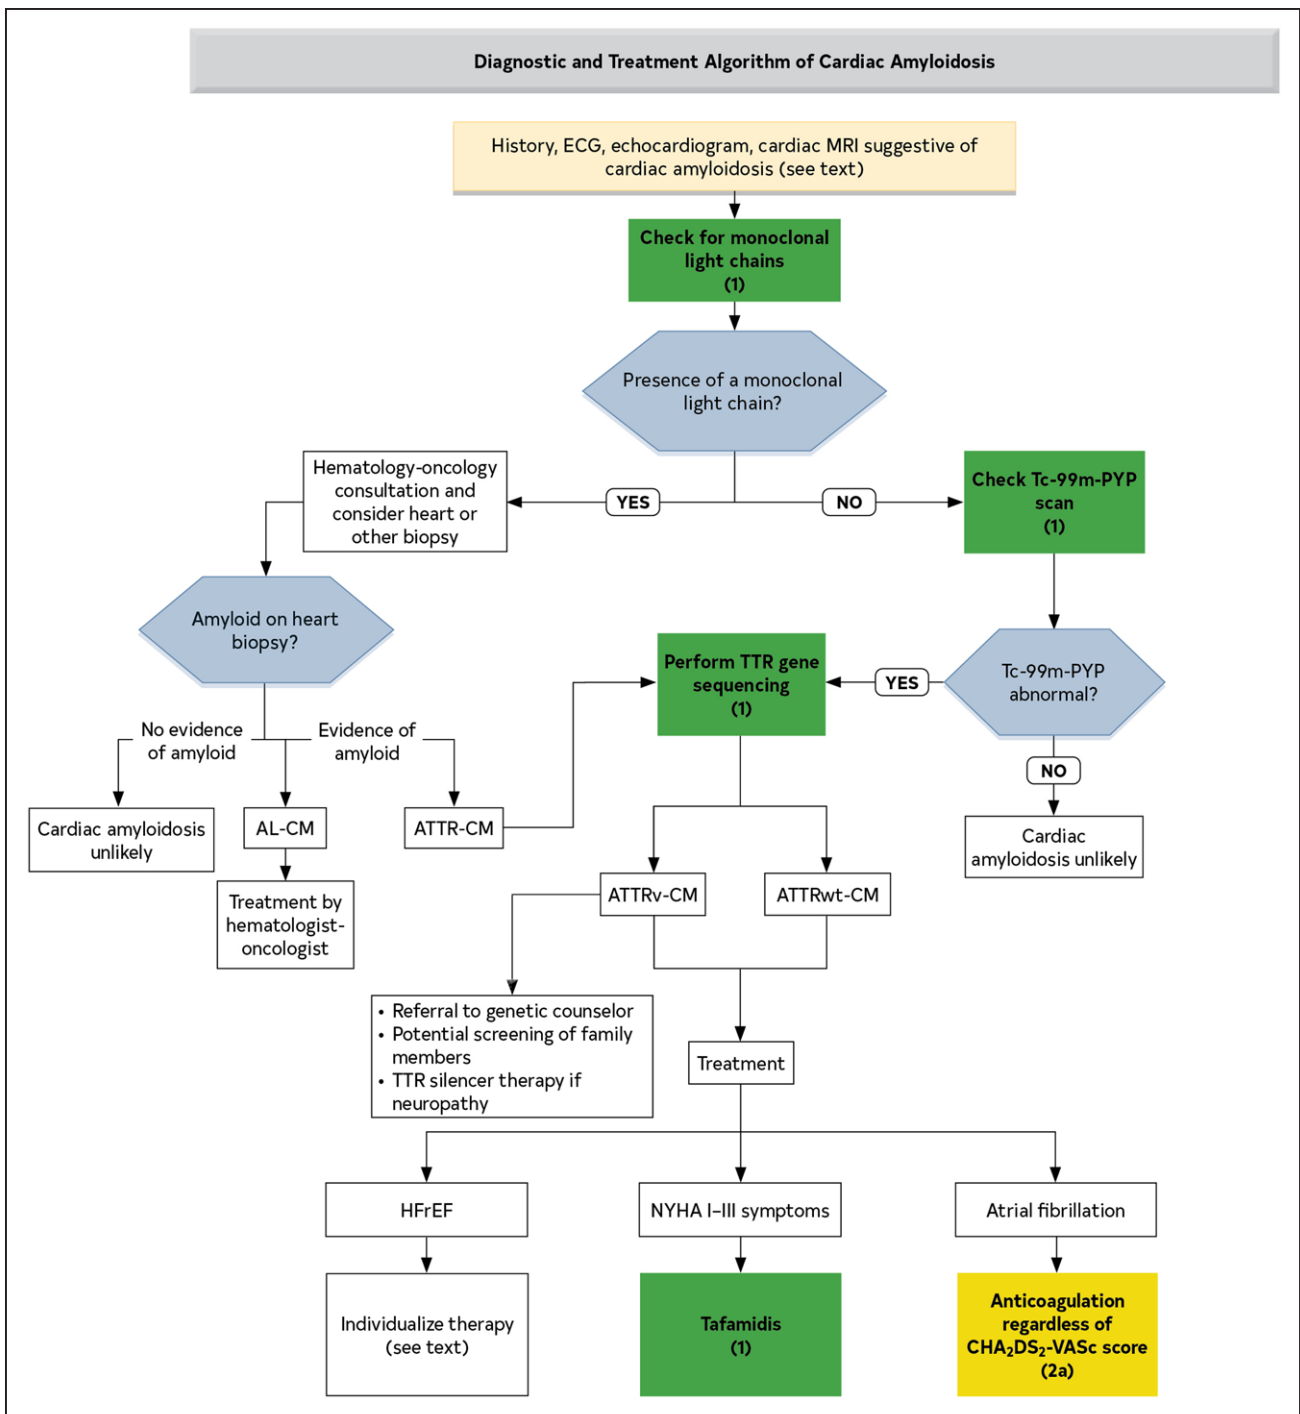 Diagnostic and Treatment Algorithm of Cardiac Amyloidosis
History, ECG, echocardiogram, cardiac MRI suggestive of
cardiac amyloidosis (see text)
Check for monoclonal
light chains
(1)
Presence of a monoclonal
light chain?
YES
NO
Hematology-oncology
consultation and
consider heart or
other biopsy
Check Tc-99m-PYP
scan
(1)
Amyloid on heart
biopsy?
Perform TTR gene
sequencing
(1)
YES
Tc-99m-PYP
abnormal?
No evidence
of amyloid
Evidence of
amyloid
NO
Cardiac amyloidosis
unlikely
AL-CM
ATTR-CM
Cardiac
amyloidosis unlikely
Treatment by
hematologist-
oncologist
ATTRv-CM
ATTRwt-CM
• Referral to genetic counselor
• Potential screening of family
members
• TTR silencer therapy if
neuropathy
Treatment
HFrEF
NYHA I–III symptoms
Atrial fibrillation
Individualize therapy
(see text)
Tafamidis
(1)
Anticoagulation
regardless of
CHA₂DS₂-VASc score
(2a)